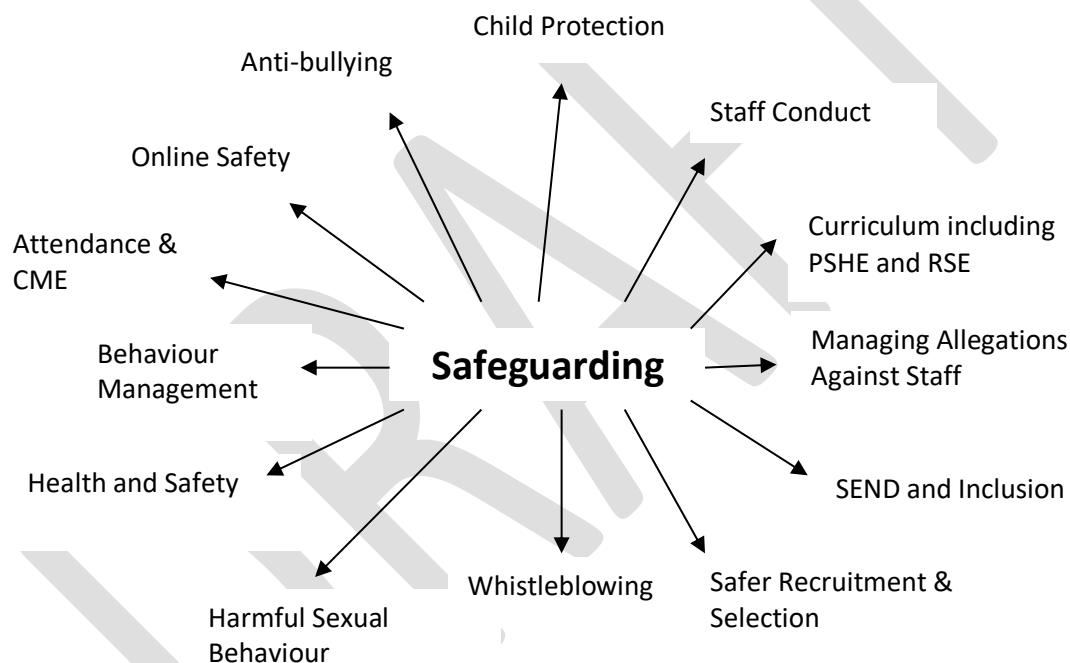 Child Protection
Anti-bullying
Staff Conduct
Online Safety
Curriculum including
PSHE and RSE
Attendance &
CME
Managing Allegations
Against Staff
Behaviour
Management
Safeguarding
Health and Safety
SEND and Inclusion
Whistleblowing
Safer Recruitment &
Selection
Harmful Sexual
Behaviour